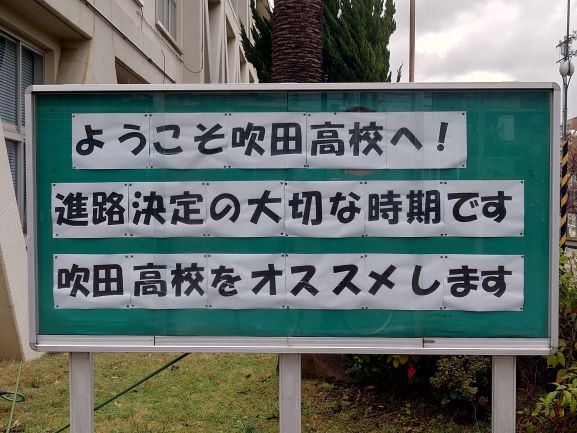 ようこそ吹田高校へ!
進路決定の大切な時期です
吹田高校をオススメします